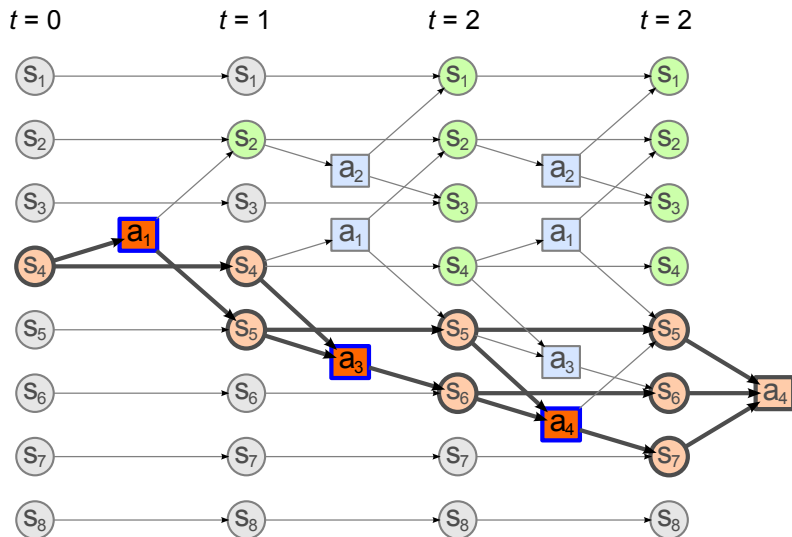 t = 0 t = 1 t = 2 t = 2
s1 s1 s1 s1
s2 s2 s2 s2
a2 a2
s3 s3 s3 s3
a1 a1 a1
s4 s4 s4 s4
s5 s5 s5 s5
a3 a3
s6 s6 s6 s6 a4
a4
s7 s7 s7 s7
s8 s8 s8 s8